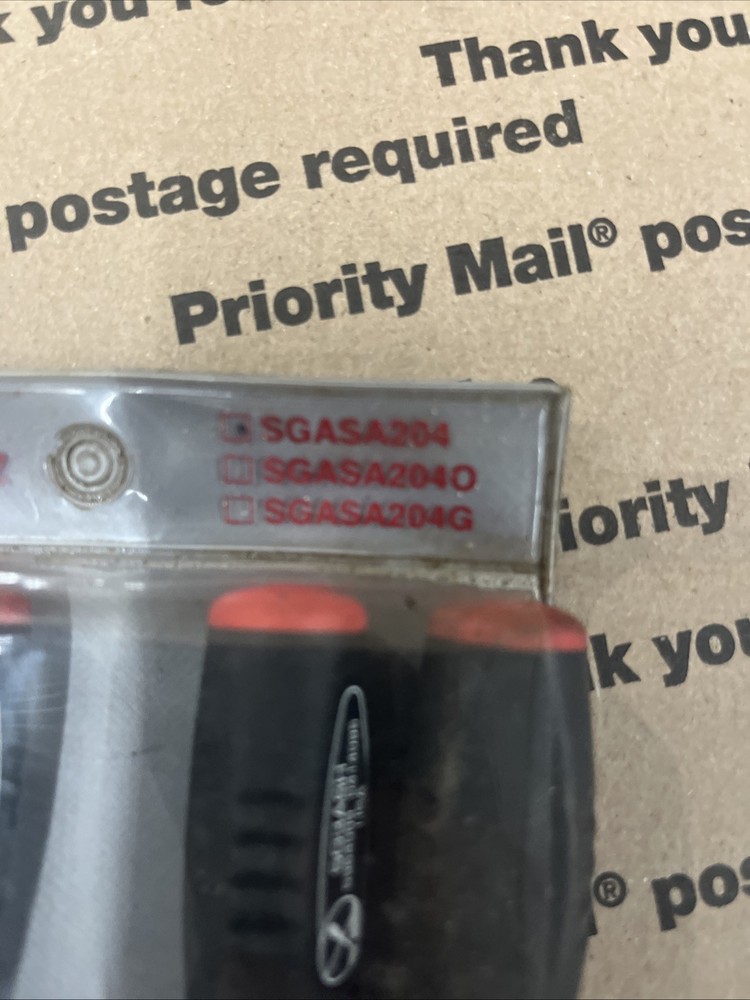 k you
Thank you
postage required
Priority Mail® pos
SGASA204
SGASA204O
SGASA204G
iority
k you
® pos